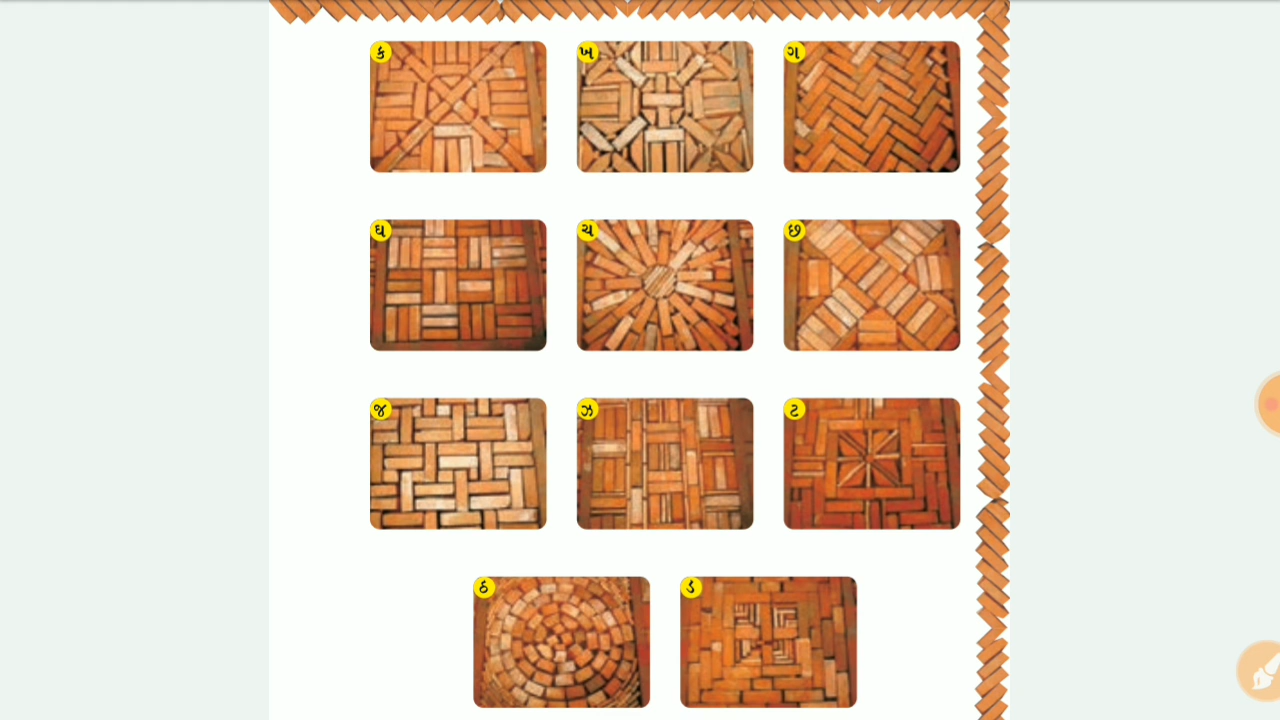 ક
ખ
ગ
ઘ
ચ
છ
જ
ઝ
ટ
ઠ
ડ